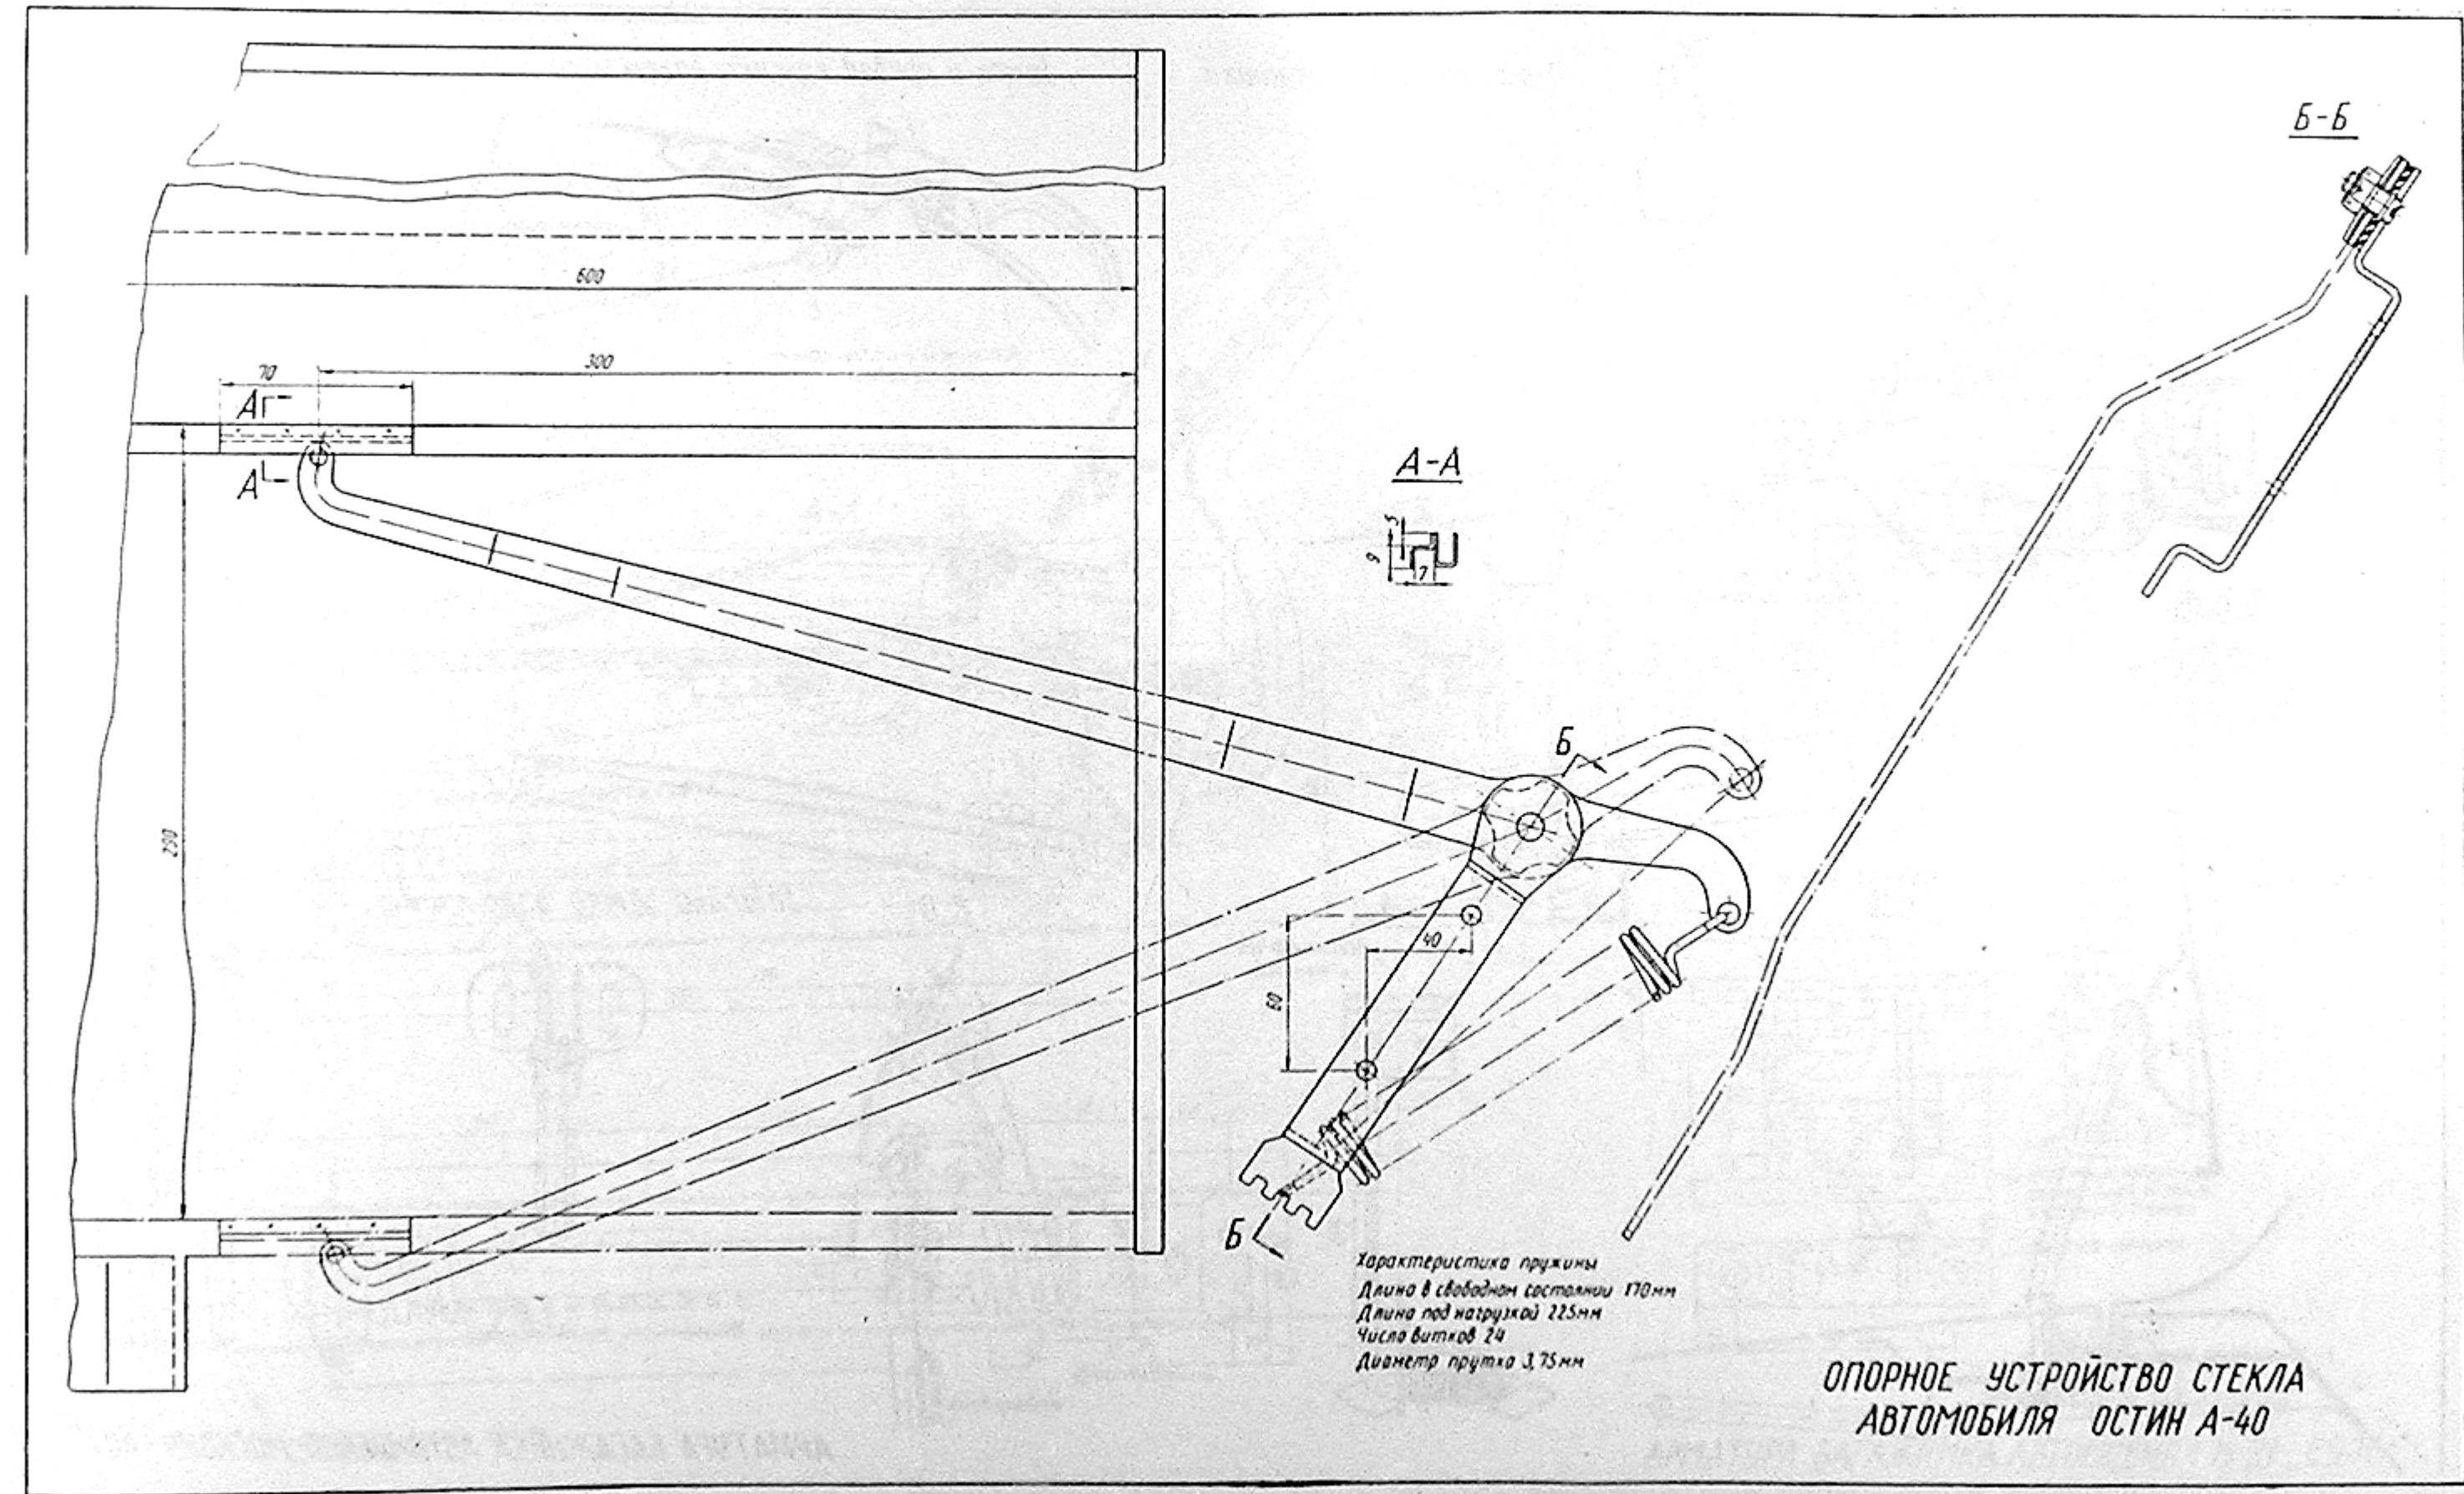 Б-Б
600
300
70
А
А
А-А
5
9
7
290
Б
40
60
Б
Характеристика пружины
Длина в свободном состоянии 170мм
Длина под нагрузкой 225мм
Число витков 24
Диаметр прутка 3,75мм
ОПОРНОЕ УСТРОЙСТВО СТЕКЛА
АВТОМОБИЛЯ ОСТИН А-40